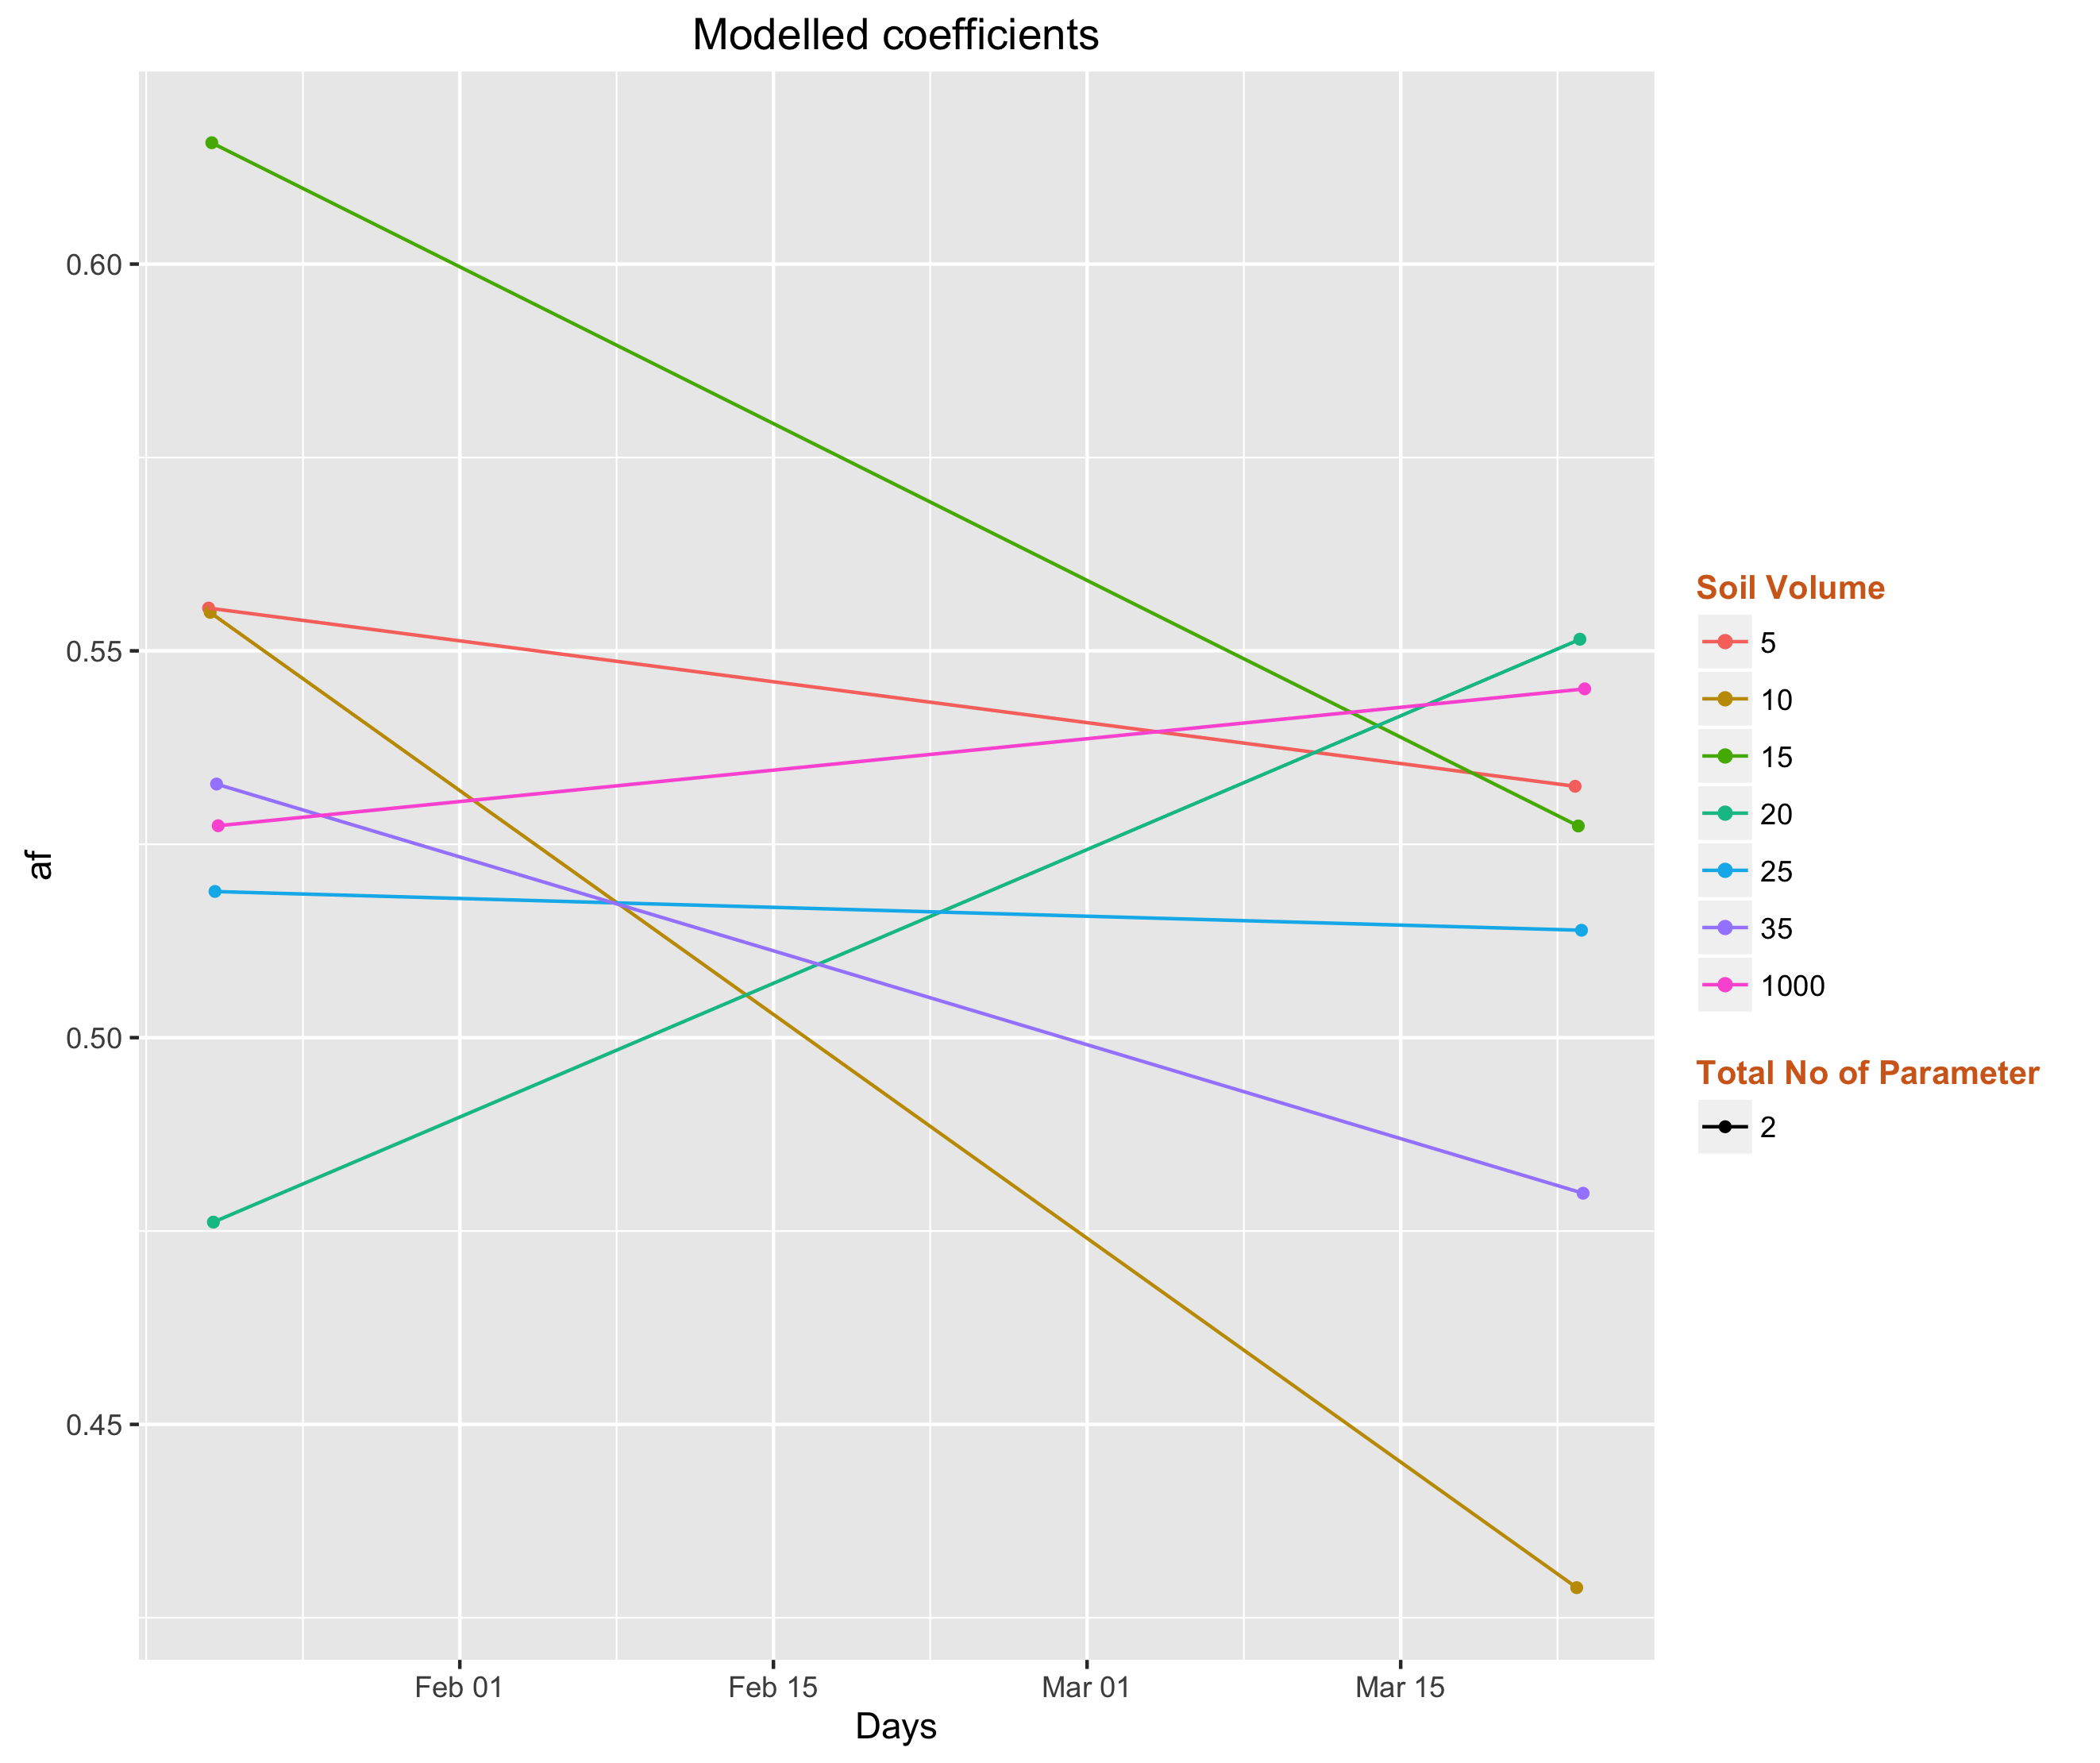 Modelled coefficients
0.60
0.55
0.50
0.45
af
Feb 01
Feb 15
Mar 01
Mar 15
Days
Soil Volume
5
10
15
20
25
35
1000
Total No of Parameter
2